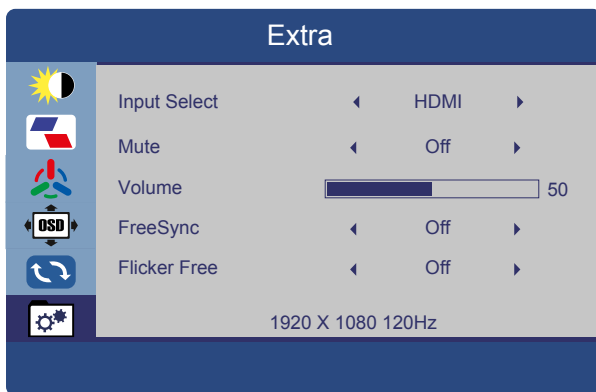 Extra
Input Select HDMI
Mute Off
Volume 50
OSD
FreeSync Off
Flicker Free Off
1920 X 1080 120Hz